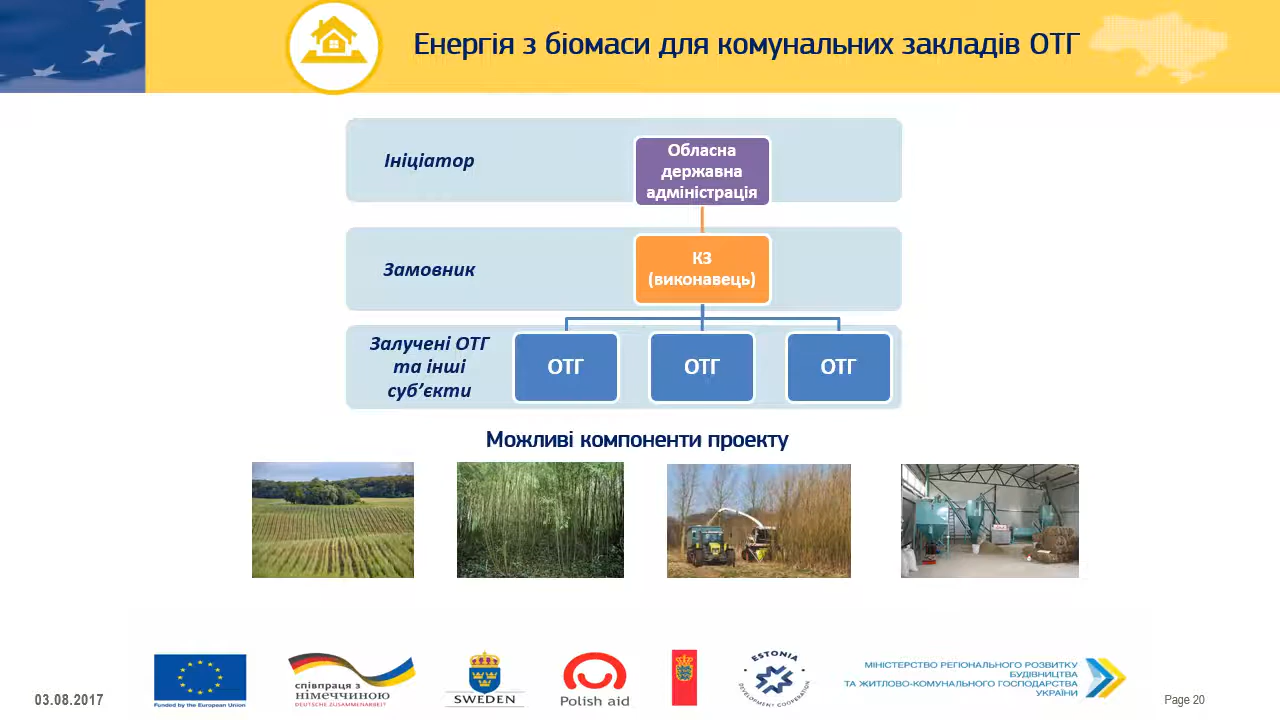 Енергія з біомаси для комунальних закладів ОТГ
Ініціатор
Обласна
державна
адміністрація
Замовник
КЗ
(виконавець)
Залучені ОТГ
та інші
суб’єкти
ОТГ
ОТГ
ОТГ
Можливі компоненти проекту
Funded by the European Union
співпраця з
НІМЕЧЧИНОЮ
DEUTSCHE ZUSAMMENARBEIT
SWEDEN
Polish aid
ESTONIA
DEVELOPMENT COOPERATION
МІНІСТЕРСТВО РЕГІОНАЛЬНОГО РОЗВИТКУ
БУДІВНИЦТВА
ТА ЖИТЛОВО-КОМУНАЛЬНОГО ГОСПОДАРСТВА
УКРАЇНИ
03.08.2017
Page 20